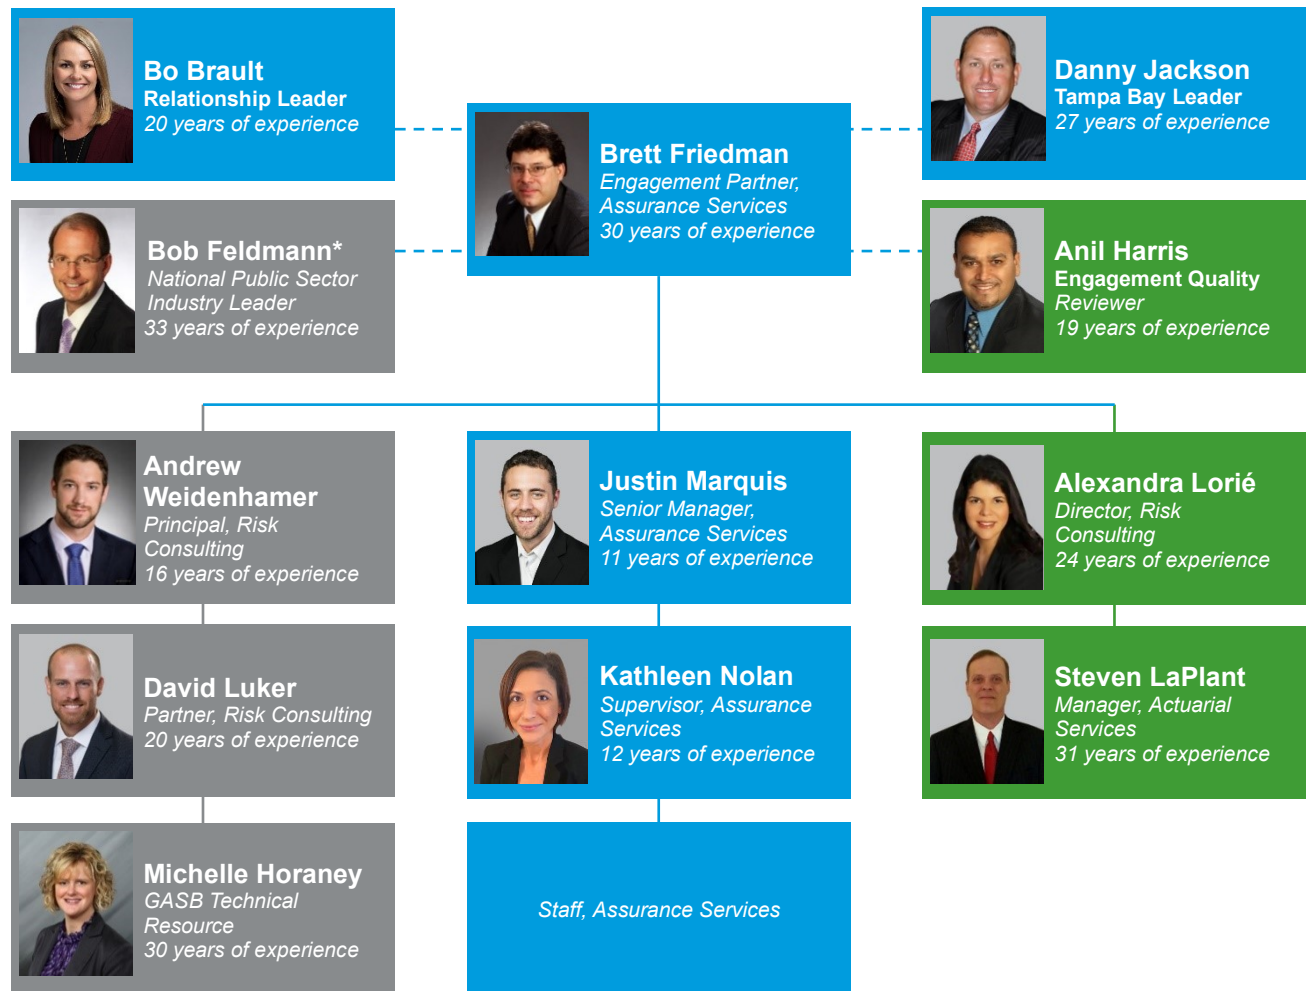 Bo Brault
Relationship Leader
20 years of experience
Danny Jackson
Tampa Bay Leader
27 years of experience
Brett Friedman
Engagement Partner,
Assurance Services
30 years of experience
Bob Feldmann*
National Public Sector
Industry Leader
33 years of experience
Anil Harris
Engagement Quality
Reviewer
19 years of experience
Andrew
Weidenhamer
Principal, Risk
Consulting
16 years of experience
Justin Marquis
Senior Manager,
Assurance Services
11 years of experience
Alexandra Lorié
Director, Risk
Consulting
24 years of experience
David Luker
Partner, Risk Consulting
20 years of experience
Kathleen Nolan
Supervisor, Assurance
Services
12 years of experience
Steven LaPlant
Manager, Actuarial
Services
31 years of experience
Michelle Horaney
GASB Technical
Resource
30 years of experience
Staff, Assurance Services